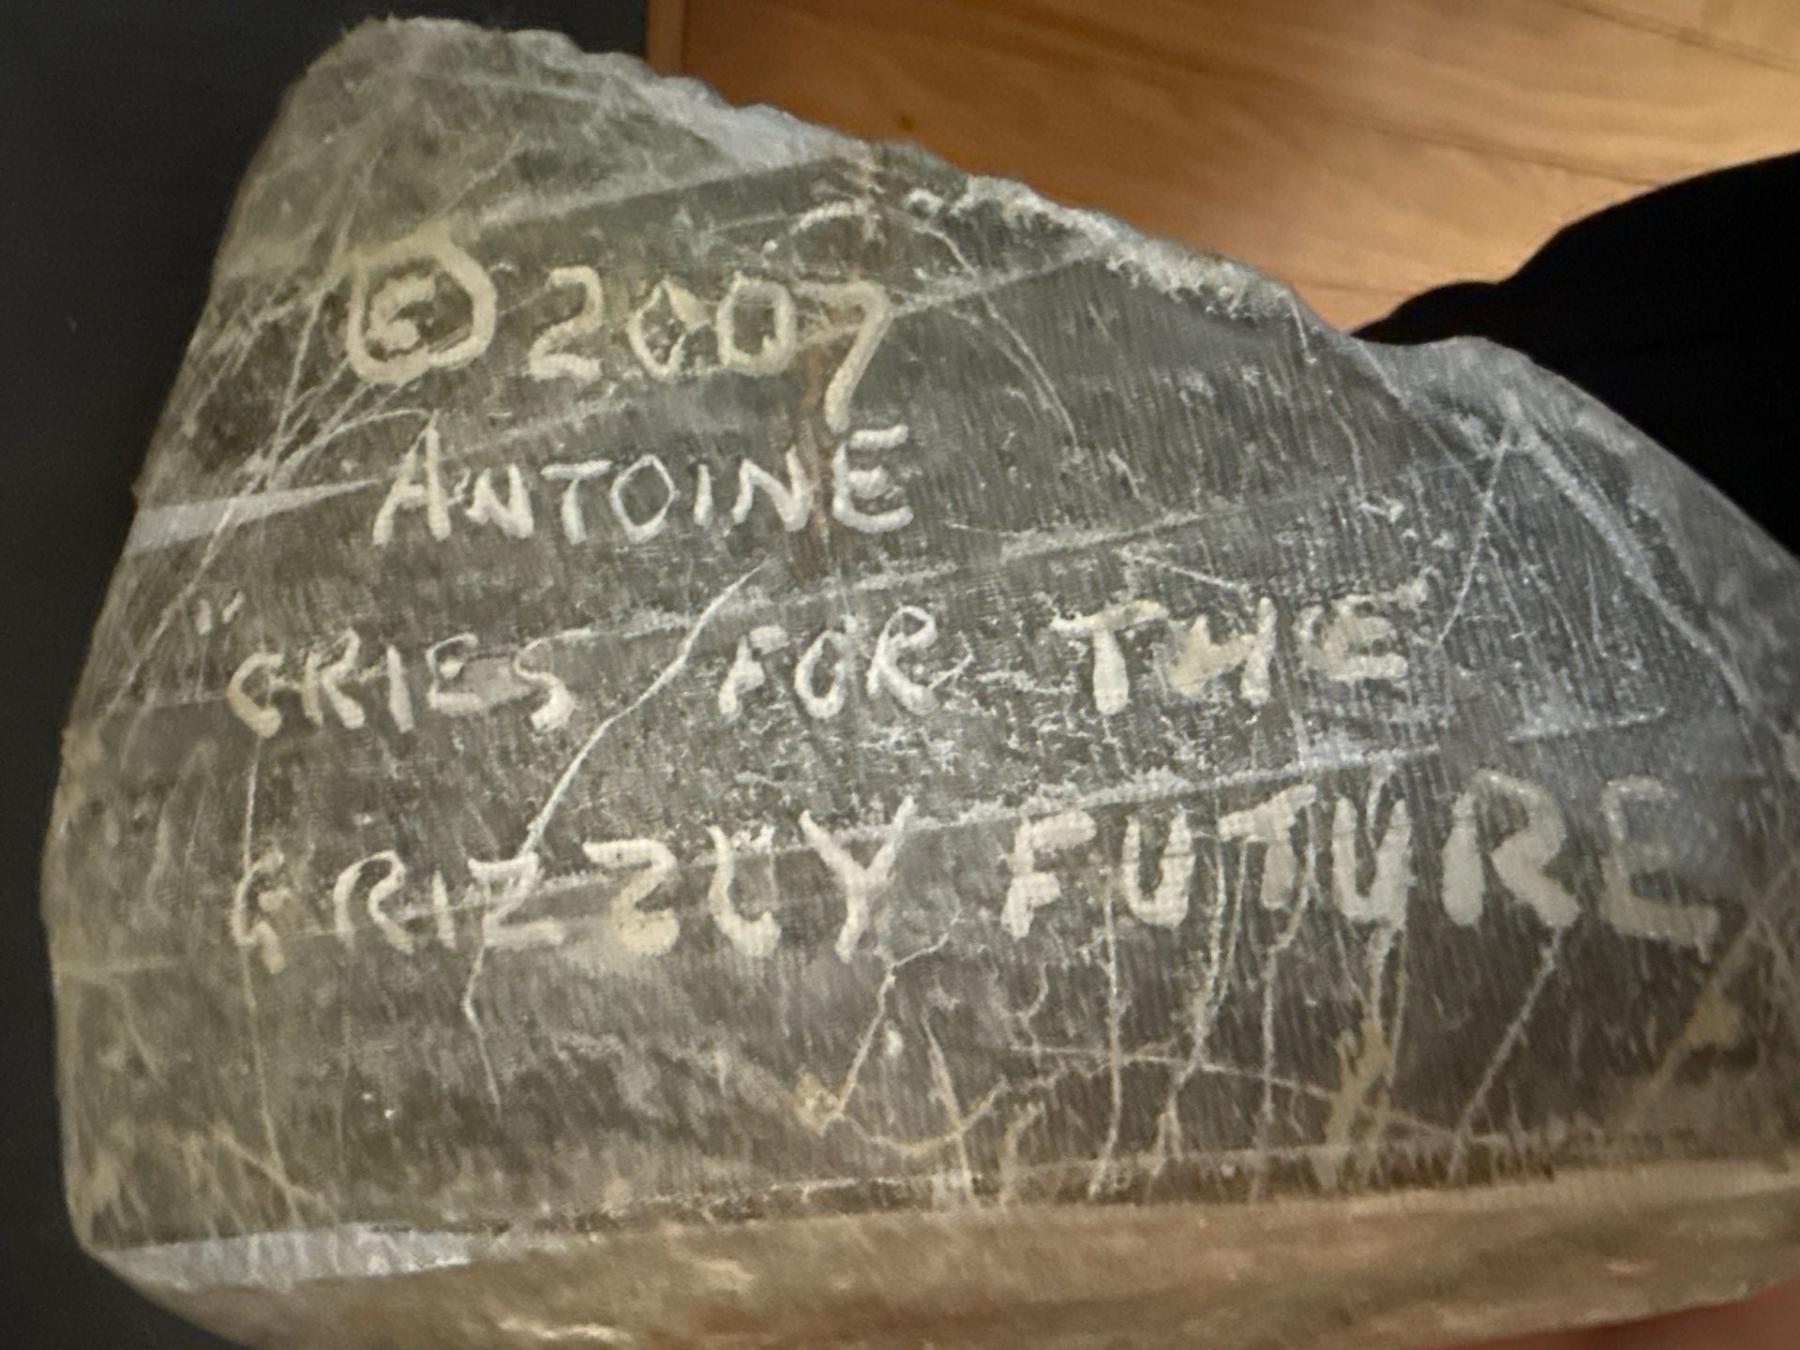 © 2007
ANTOINE
"CRIES FOR THE
GRIZZLY FUTURE